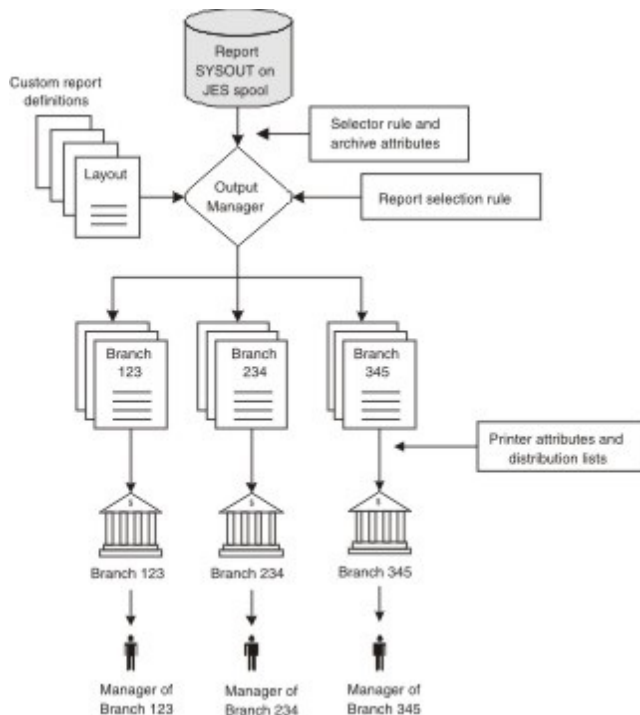 Report
SYSOUT on
JES spool
Custom report
definitions
Selector rule and
archive attributes
Layout
Output
Manager
Report selection rule
Branch
123
Branch
234
Branch
345
Printer attributes and
distribution lists
$
$
$
Branch 123
Branch 234
Branch 345
Manager of
Branch 123
Manager of
Branch 234
Manager of
Branch 345